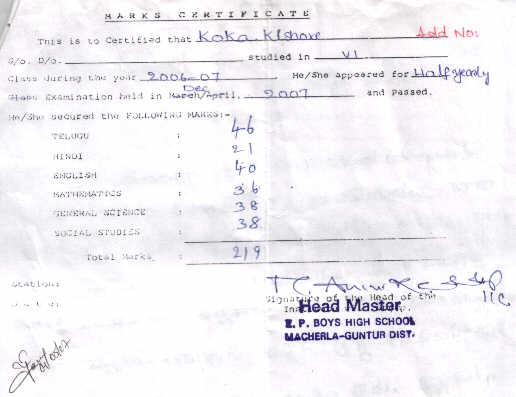 MARKS CERTIFICATE
This is to Certified that Koka Kishore Add No:
S/o. D/o. studied in VI
Class during the year 2006-07 He/She appeared for Half yearly
Class Examination held in March/April, Dec 2007 and Passed.
He/She secured the FOLLOWING MARKS:-
TELUGU : 46
HINDI : 21
ENGLISH : 40
MATHEMATICS : 36
GENERAL SCIENCE : 38
SOCIAL STUDIES : 38
Total Marks : 219
Station:
Date:
Signature of the Head of the
Head Master
Z. P. BOYS HIGH SCHOOL
MACHERLA-GUNTUR DIST.